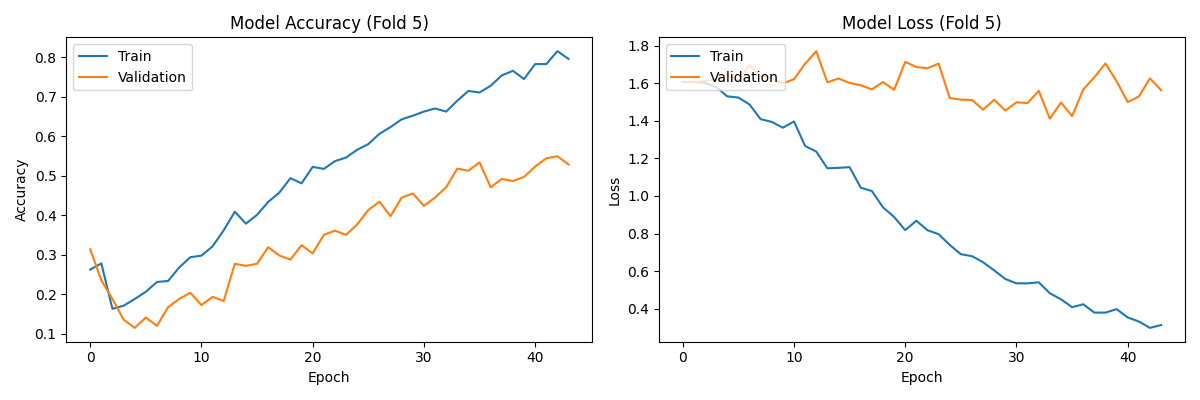 Model Accuracy (Fold 5)
Train
Validation
Accuracy
0.8
0.7
0.6
0.5
0.4
0.3
0.2
0.1
0
10
20
30
40
Epoch
Model Loss (Fold 5)
Train
Validation
Loss
1.8
1.6
1.4
1.2
1.0
0.8
0.6
0.4
0
10
20
30
40
Epoch